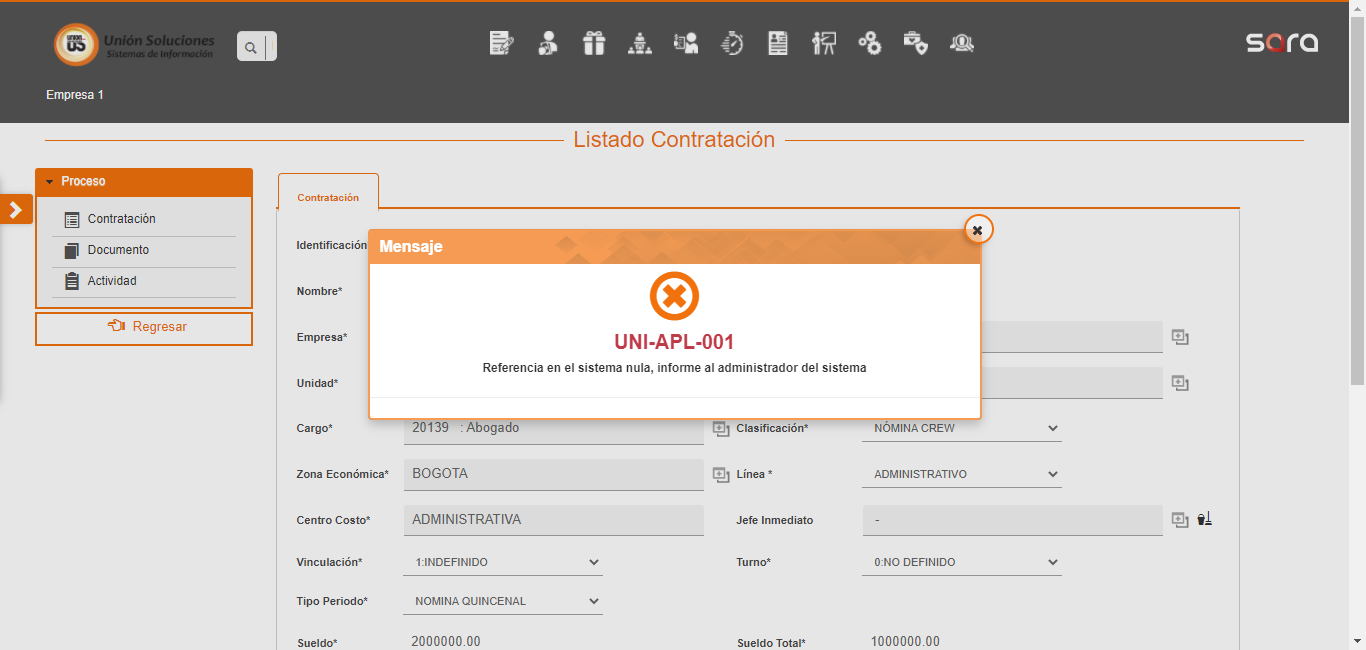 Unión Soluciones
Sistemas de Información
sara
Empresa 1
Listado Contratación
Proceso
Contratación
Documento
Actividad
Regresar
Contratación
Identificación
Nombre*
Empresa*
Unidad*
Mensaje
UNI-APL-001
Referencia en el sistema nula, informe al administrador del sistema
Cargo* 20139 : Abogado Clasificación* NÓMINA CREW
Zona Económica* BOGOTA Línea * ADMINISTRATIVO
Centro Costo* ADMINISTRATIVA Jefe Inmediato -
Vinculación* 1:INDEFINIDO Turno* 0:NO DEFINIDO
Tipo Periodo* NOMINA QUINCENAL
Sueldo* 2000000.00 Sueldo Total* 1000000.00